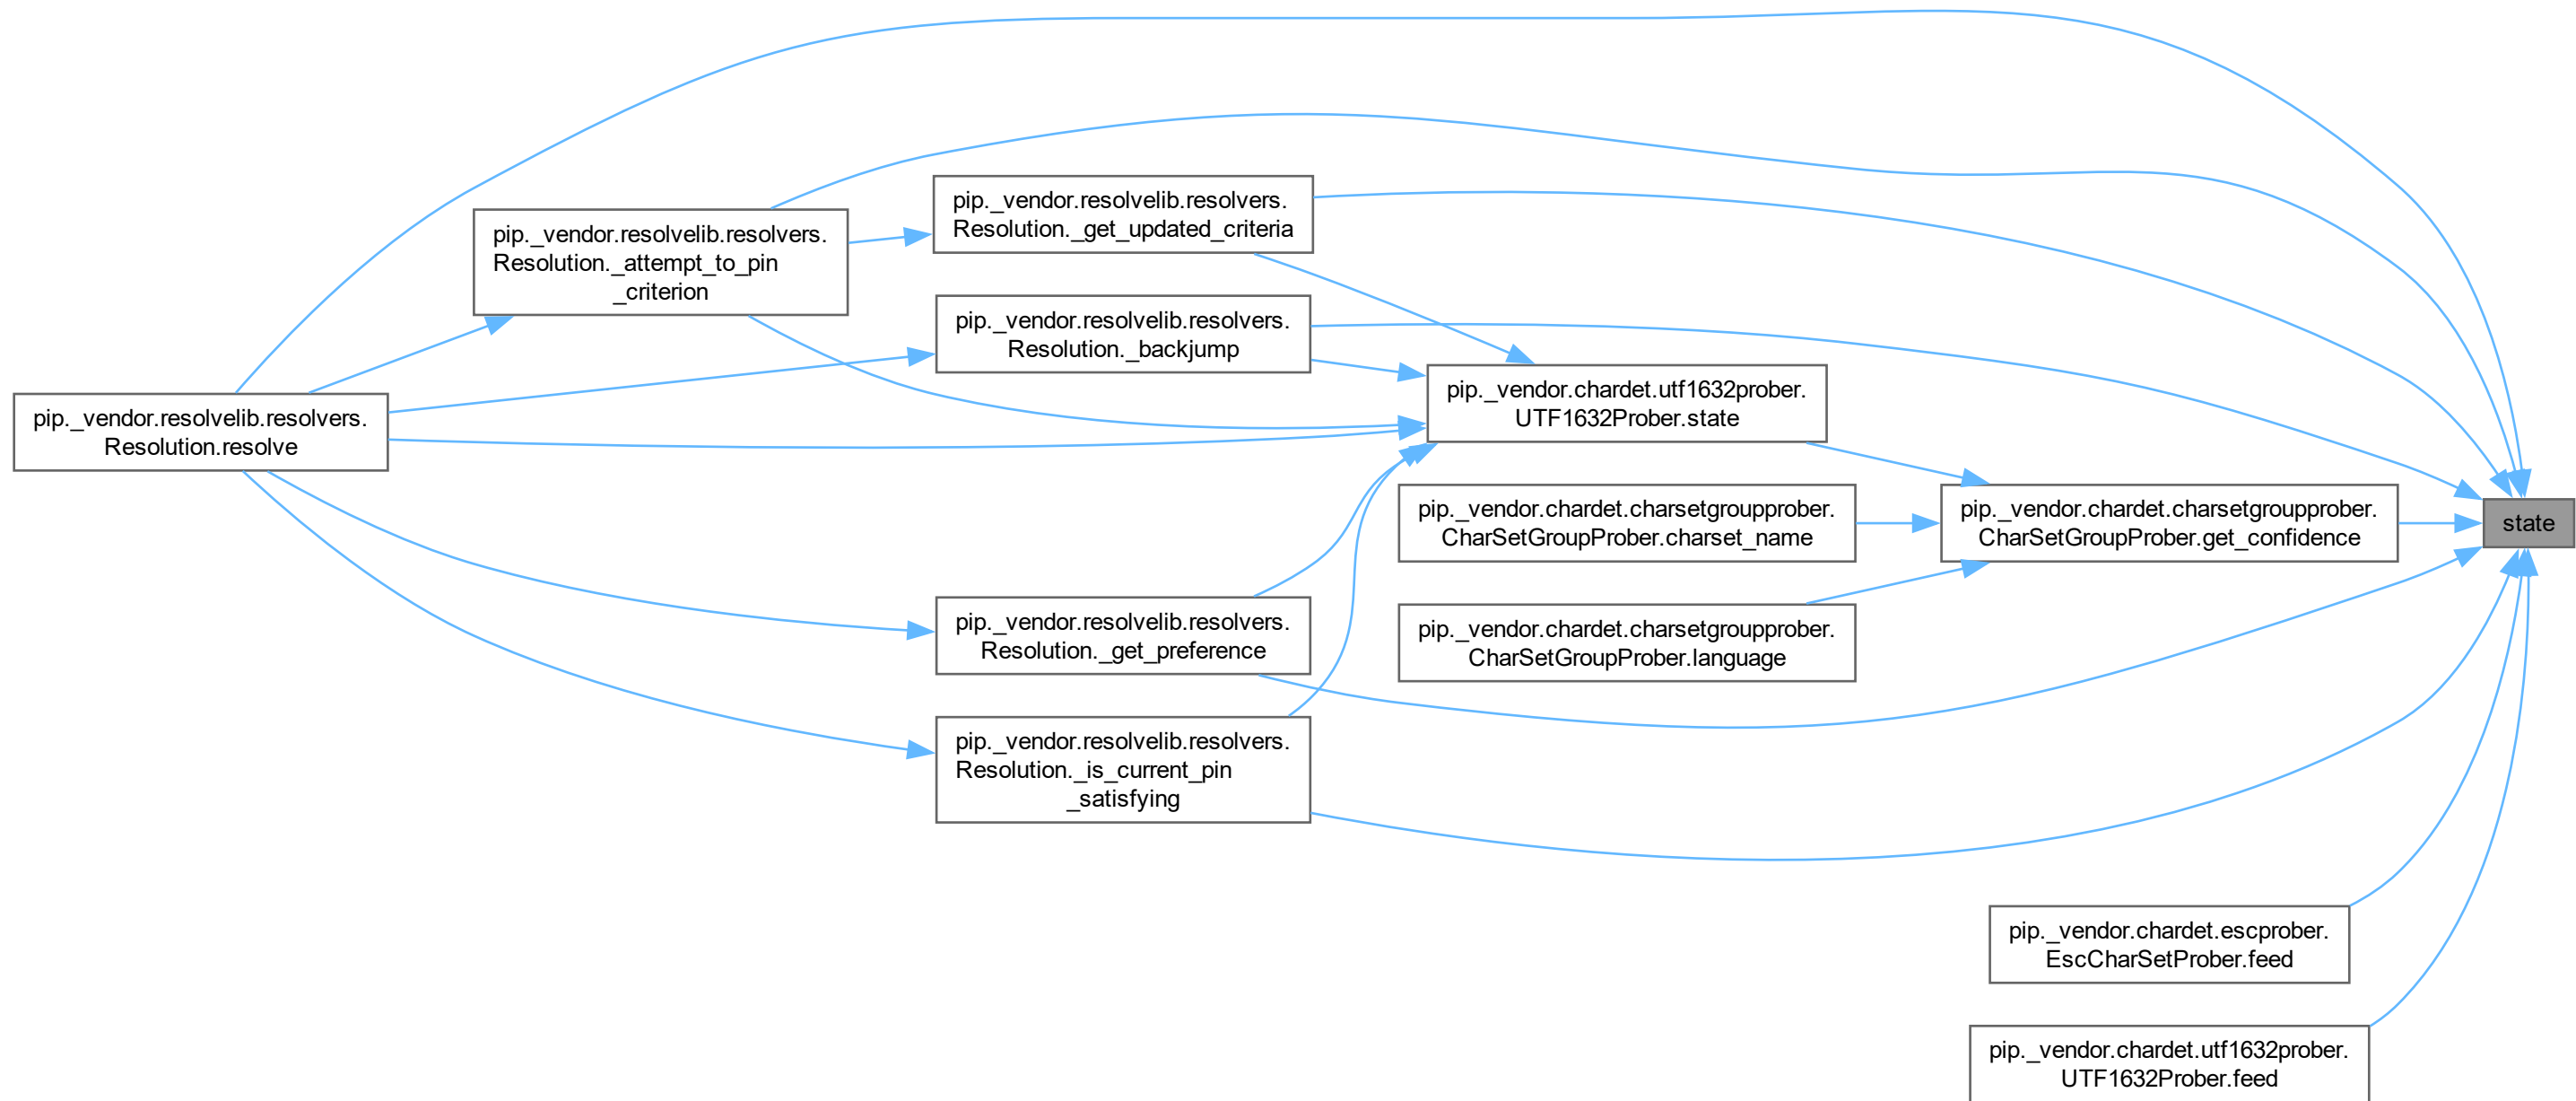 pip._vendor.resolvelib.resolvers.
Resolution.resolve
pip._vendor.resolvelib.resolvers.
Resolution._attempt_to_pin
_criterion
pip._vendor.resolvelib.resolvers.
Resolution._get_updated_criteria
pip._vendor.resolvelib.resolvers.
Resolution._backjump
pip._vendor.resolvelib.resolvers.
Resolution._get_preference
pip._vendor.resolvelib.resolvers.
Resolution._is_current_pin
_satisfying
pip._vendor.chardet.utf1632prober.
UTF1632Prober.state
pip._vendor.chardet.charsetgroupprober.
CharSetGroupProber.charset_name
pip._vendor.chardet.charsetgroupprober.
CharSetGroupProber.language
pip._vendor.chardet.charsetgroupprober.
CharSetGroupProber.get_confidence
pip._vendor.chardet.escprober.
EscCharSetProber.feed
pip._vendor.chardet.utf1632prober.
UTF1632Prober.feed
state